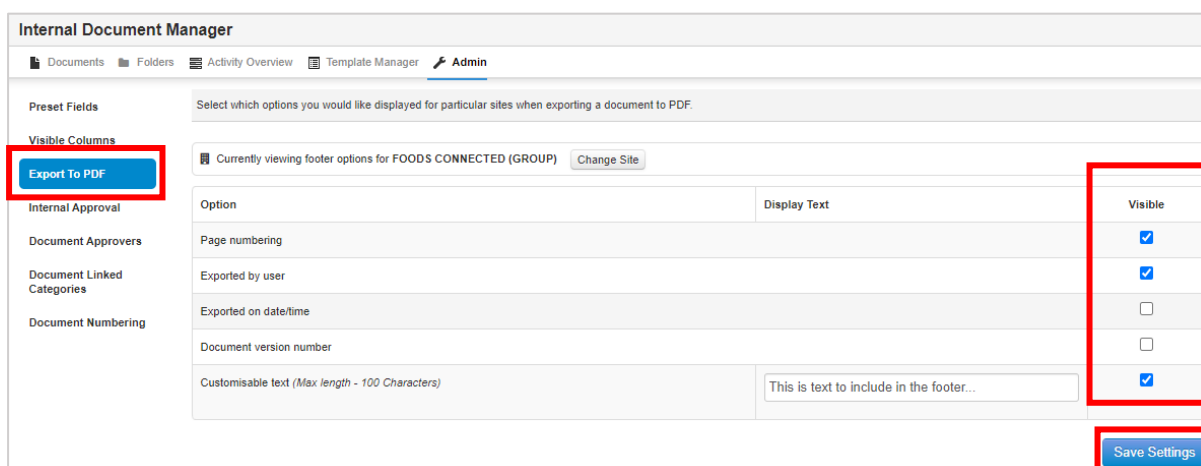 Internal Document Manager
Documents Folders Activity Overview Template Manager Admin
Preset Fields
Visible Columns
Export To PDF
Internal Approval
Document Approvers
Document Linked
Categories
Document Numbering
Select which options you would like displayed for particular sites when exporting a document to PDF.
Currently viewing footer options for FOODS CONNECTED (GROUP) Change Site
Option Display Text Visible
Page numbering
Exported by user
Exported on date/time
Document version number
Customisable text (Max length - 100 Characters) This is text to include in the footer...
Save Settings